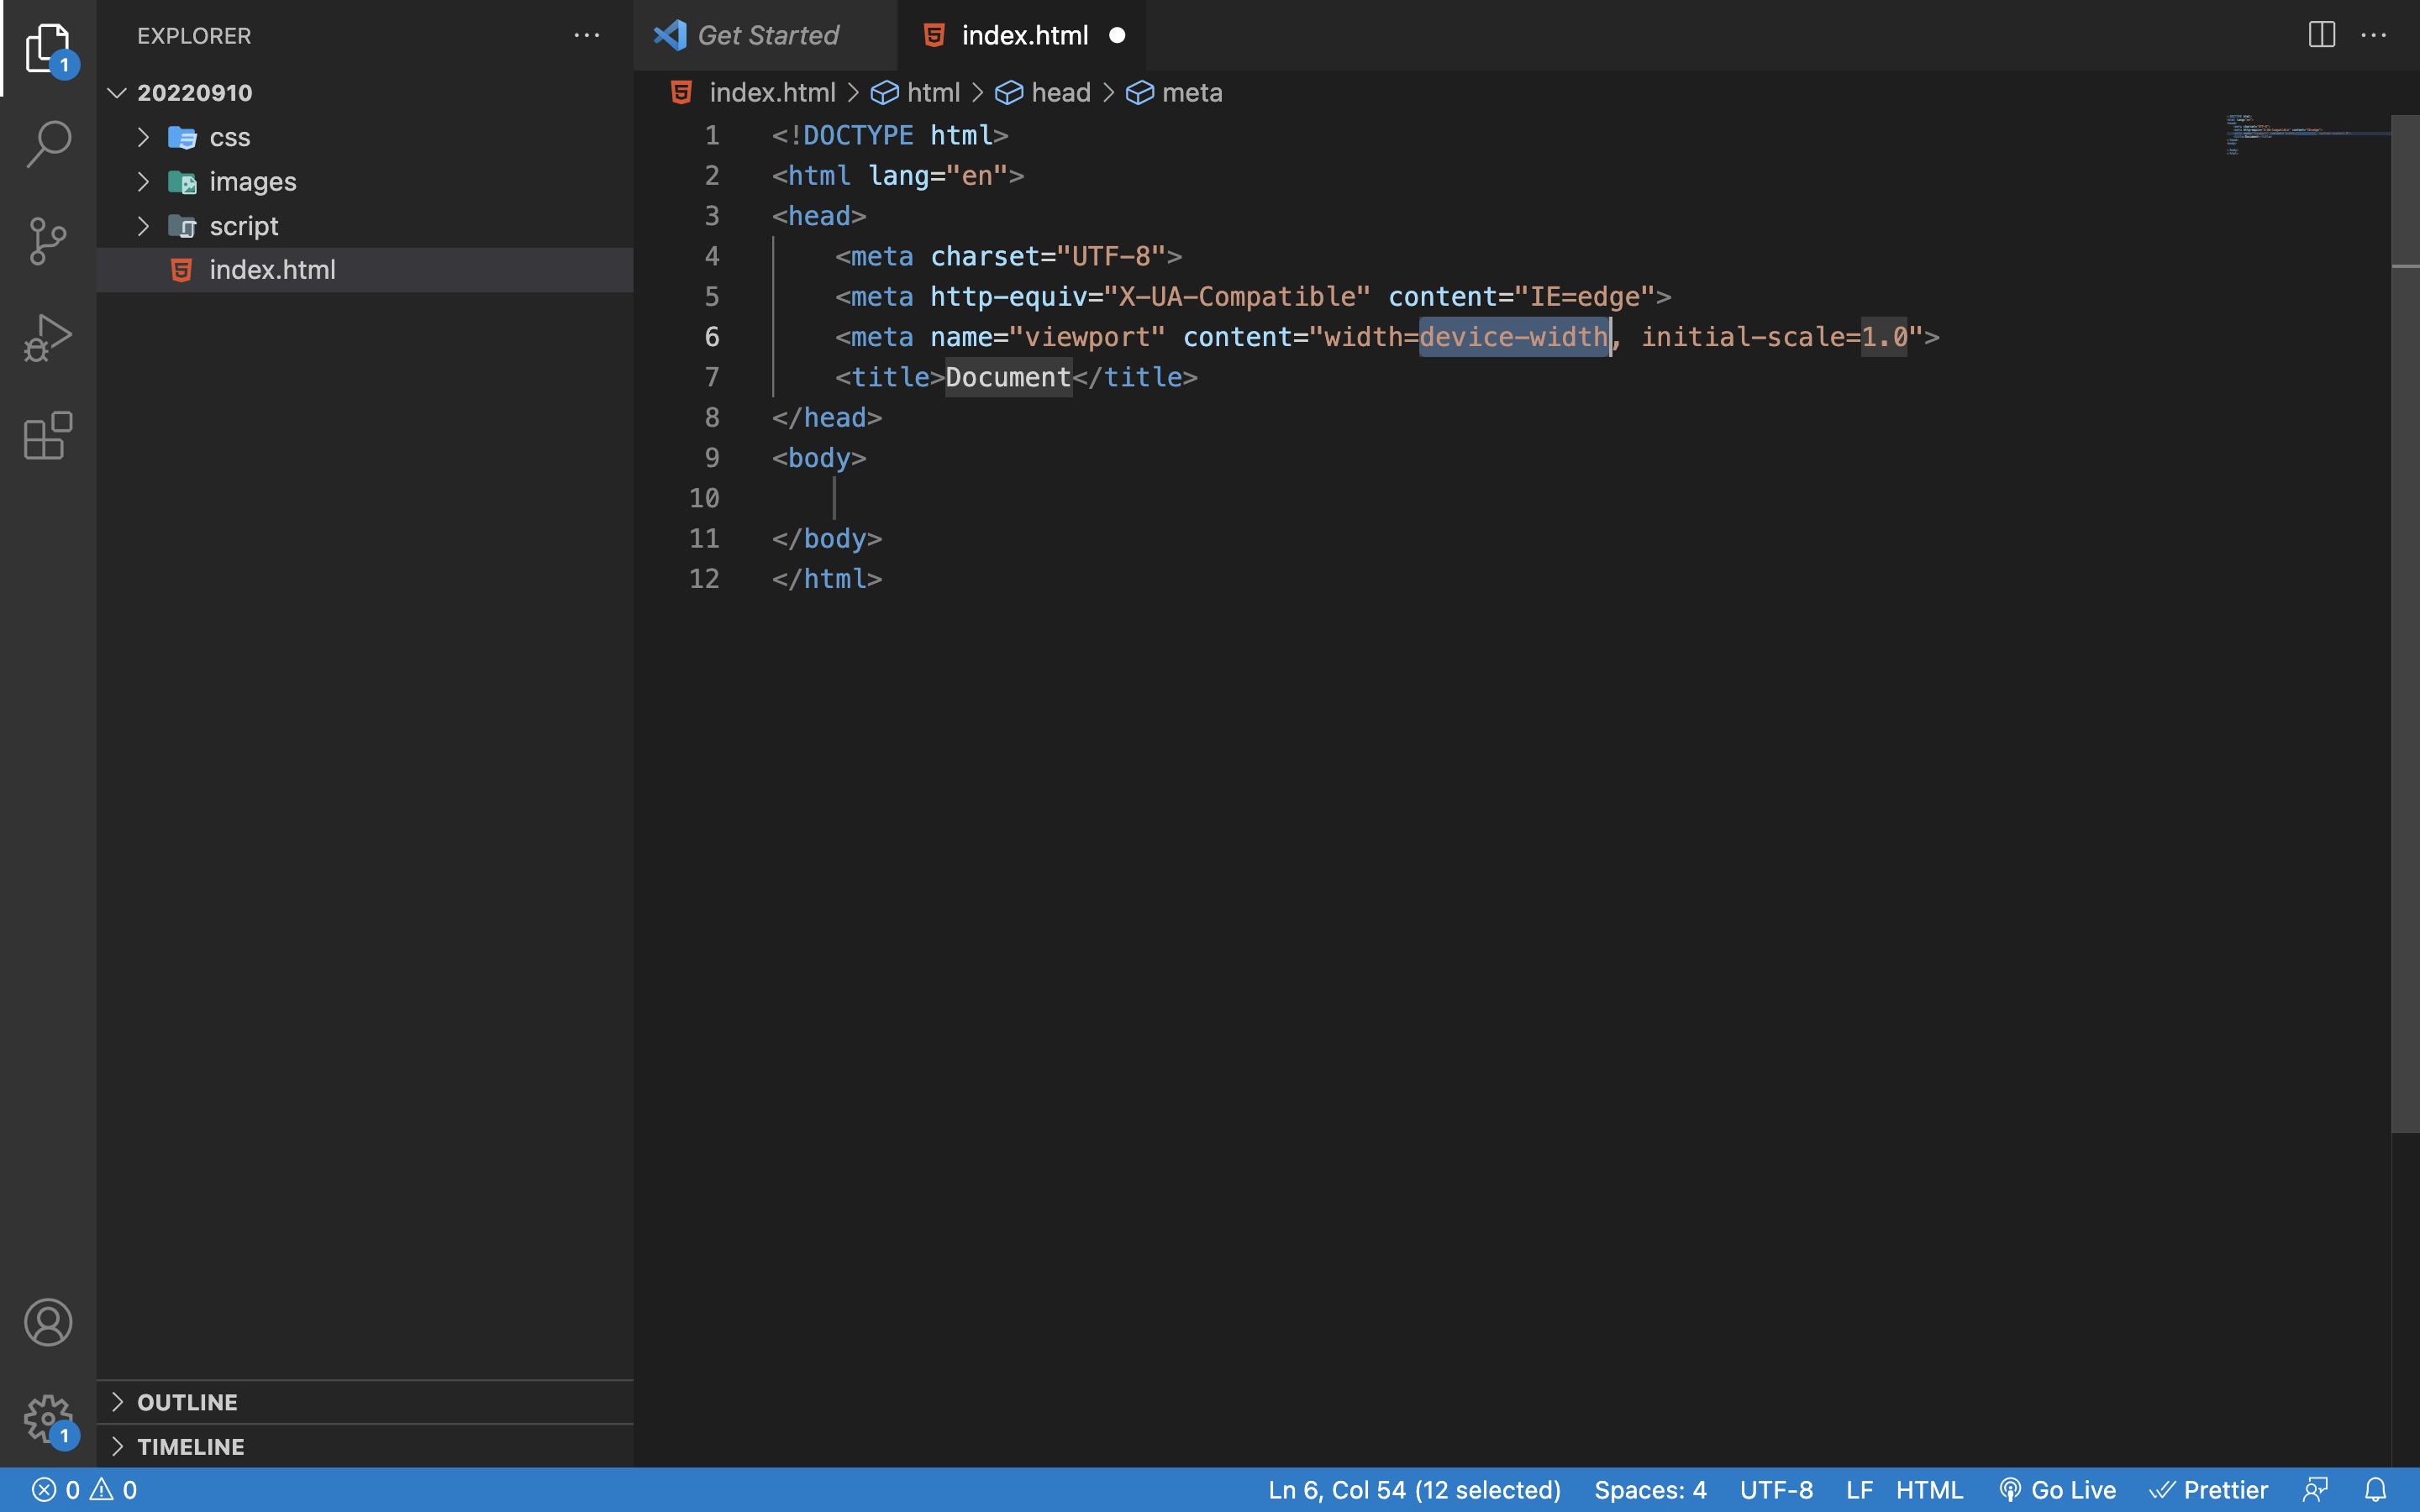 EXPLORER
1
20220910
css
images
script
index.html
Get Started
index.html
index.html > html > head > meta
1 <!DOCTYPE html>
2 <html lang="en">
3 <head>
4 <meta charset="UTF-8">
5 <meta http-equiv="X-UA-Compatible" content="IE=edge">
6 <meta name="viewport" content="width=device-width, initial-scale=1.0">
7 <title>Document</title>
8 </head>
9 <body>
10
11 </body>
12 </html>
OUTLINE
1
TIMELINE
0 0
Ln 6, Col 54 (12 selected) Spaces: 4 UTF-8 LF HTML Go Live Prettier